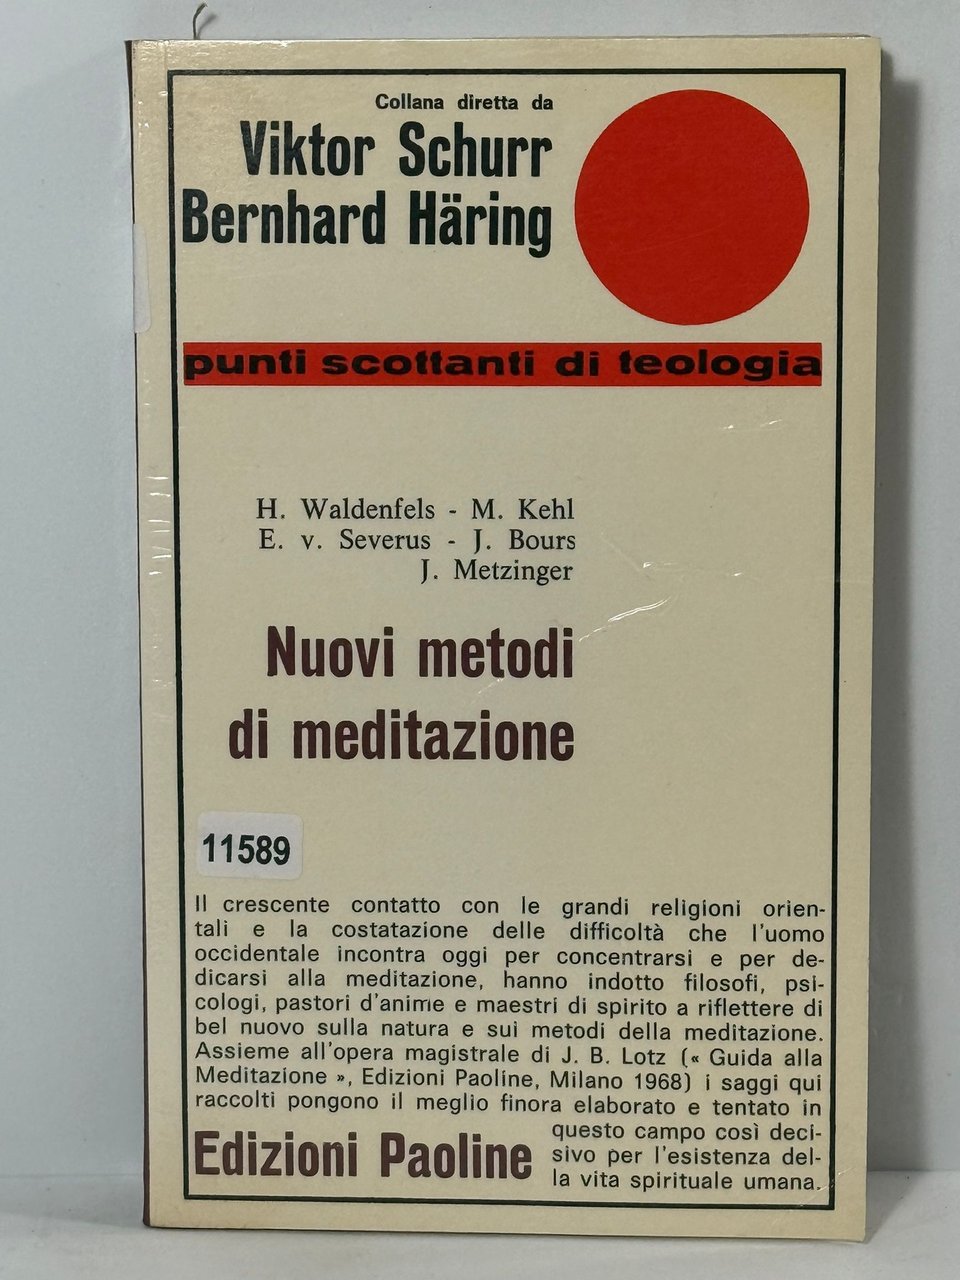 Collana diretta da
Viktor Schurr
Bernhard Häring
punti scottanti di teologia
H. Waldenfels - M. Kehl
E. v. Severus - J. Bours
J. Metzinger
Nuovi metodi
di meditazione
11589
Il crescente contatto con le grandi religioni orien-
tali e la costatazione delle difficoltà che l'uomo
occidentale incontra oggi per concentrarsi e per de-
dicarsi alla meditazione, hanno indotto filosofi, psi-
cologi, pastori d'anime e maestri di spirito a riflettere di
bel nuovo sulla natura e sui metodi della meditazione.
Assieme all'opera magistrale di J. B. Lotz (« Guida alla
Meditazione », Edizioni Paoline, Milano 1968) i saggi qui
raccolti pongono il meglio finora elaborato e tentato in
questo campo così deci-
sivo per l'esistenza del-
la vita spirituale umana.
Edizioni Paoline